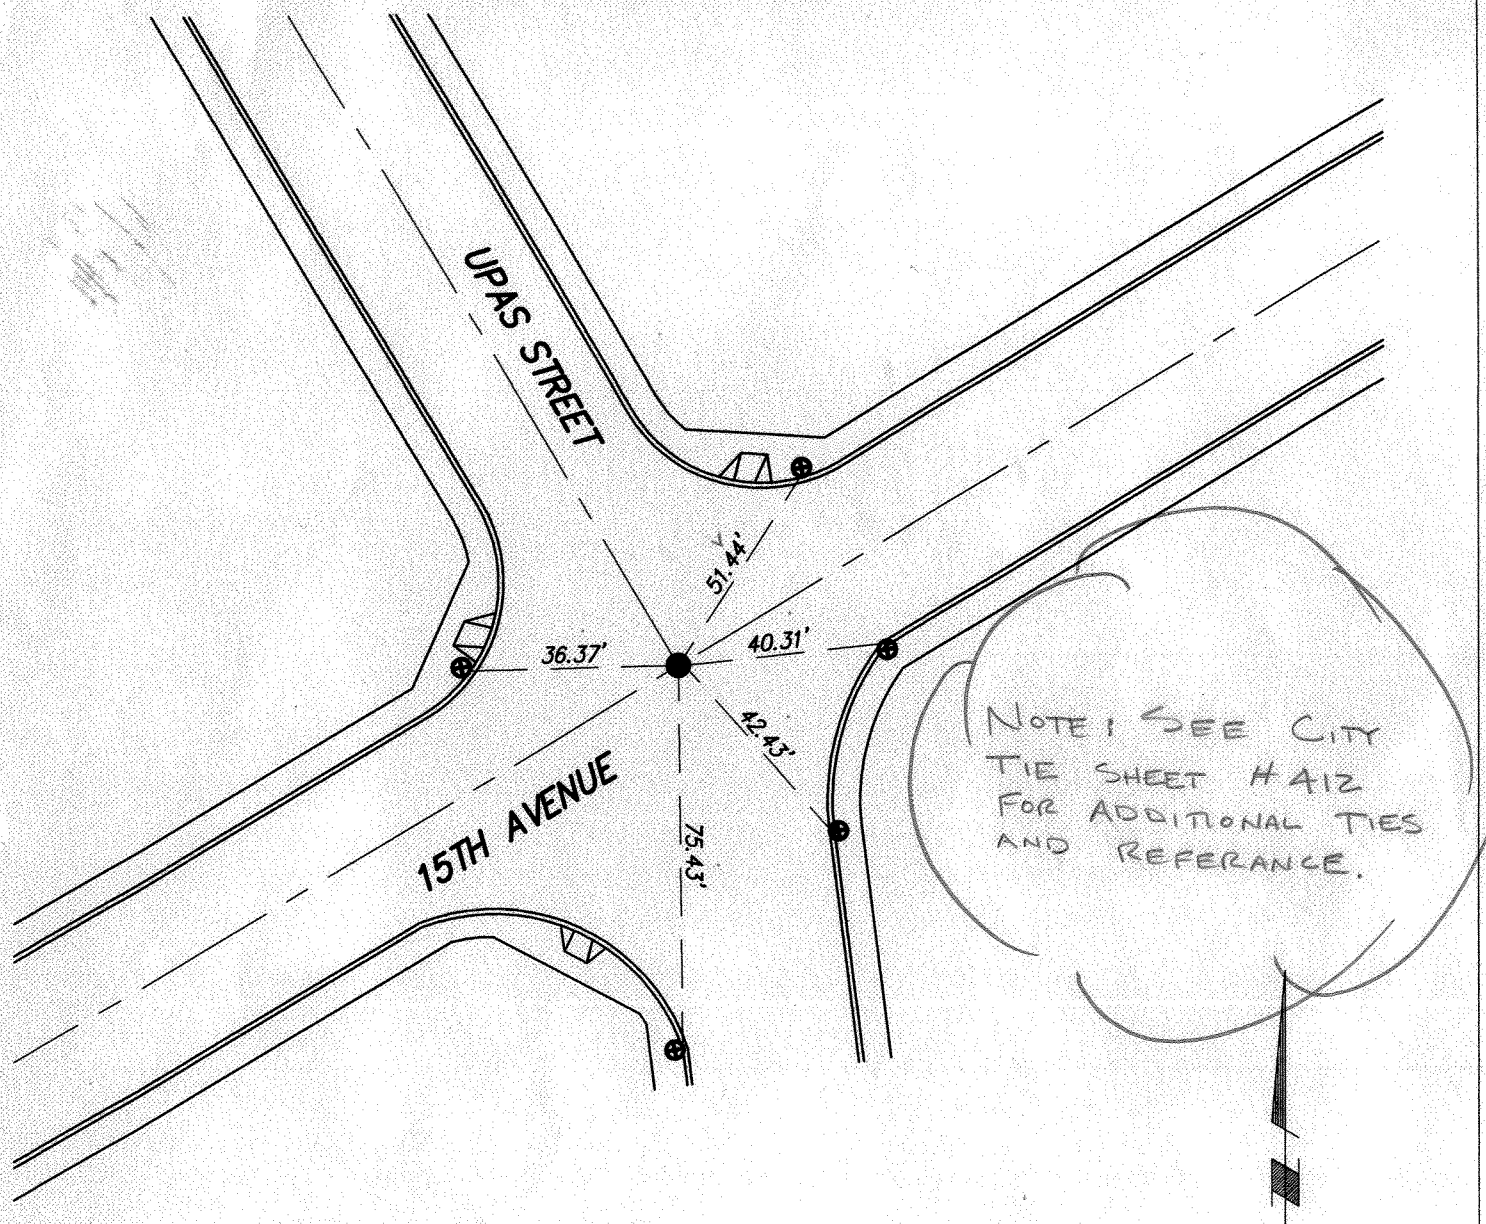 UPAS STREET
51.44'
36.37'
40.31'
42.43'
75.43'
15TH AVENUE
NOTE: SEE CITY
TIE SHEET #412
FOR ADDITIONAL TIES
AND REFERANCE.